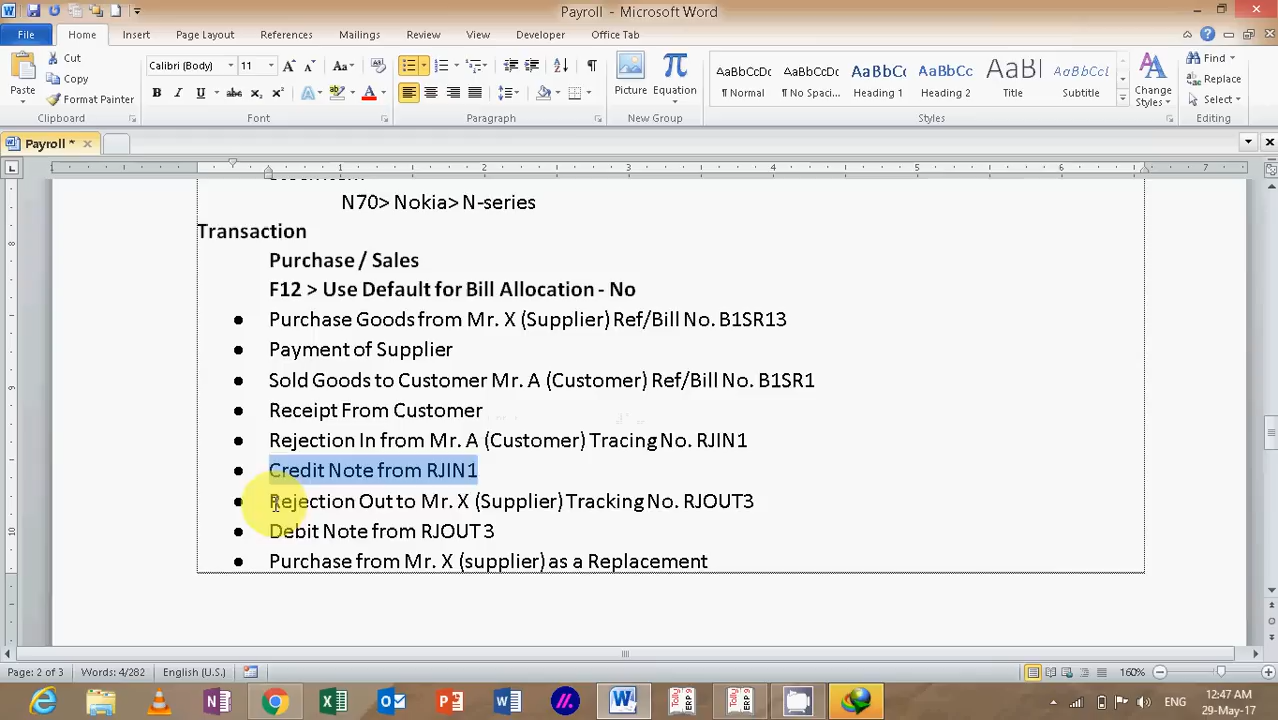 Payroll - Microsoft Word
File Home Insert Page Layout References Mailings Review View Developer Office Tab
Cut
Copy
Format Painter
Paste
Calibri (Body) 11
Picture Equation
AaBbCcDc AaBbCcDc AaBbCc AaBbCc
¶ Normal ¶ No Spaci... Heading 1 Heading 2 Title Subtitle
Change Styles
Find
Replace
Select
Clipboard Font Paragraph New Group Styles Editing
Payroll *
1 2 3 4 5 6 7
N70> Nokia> N-series
Transaction
Purchase / Sales
F12 > Use Default for Bill Allocation - No
• Purchase Goods from Mr. X (Supplier) Ref/Bill No. B1SR13
• Payment of Supplier
• Sold Goods to Customer Mr. A (Customer) Ref/Bill No. B1SR1
• Receipt From Customer
• Rejection In from Mr. A (Customer) Tracing No. RJIN1
• Credit Note from RJIN1
• Rejection Out to Mr. X (Supplier) Tracking No. RJOUT3
• Debit Note from RJOUT3
• Purchase from Mr. X (supplier) as a Replacement
Page: 2 of 3 Words: 4/282 English (U.S.) 160%
ENG
12:47 AM
29-May-17